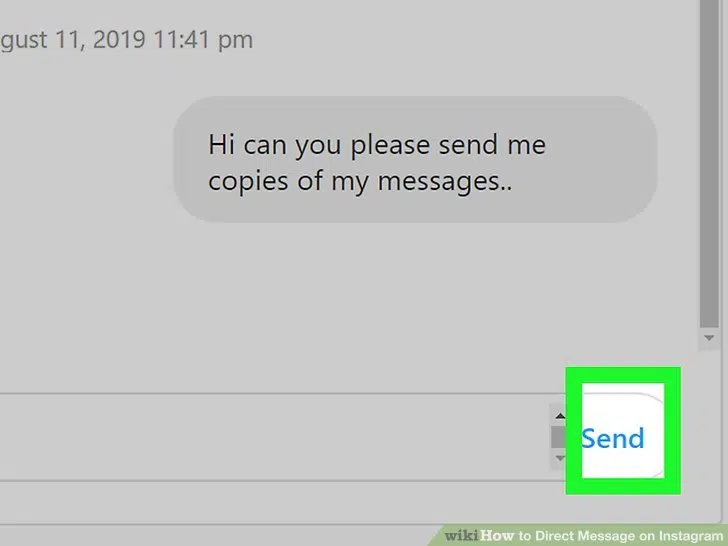 gust 11, 2019 11:41 pm
Hi can you please send me
copies of my messages..
Send
wikiHow to Direct Message on Instagram